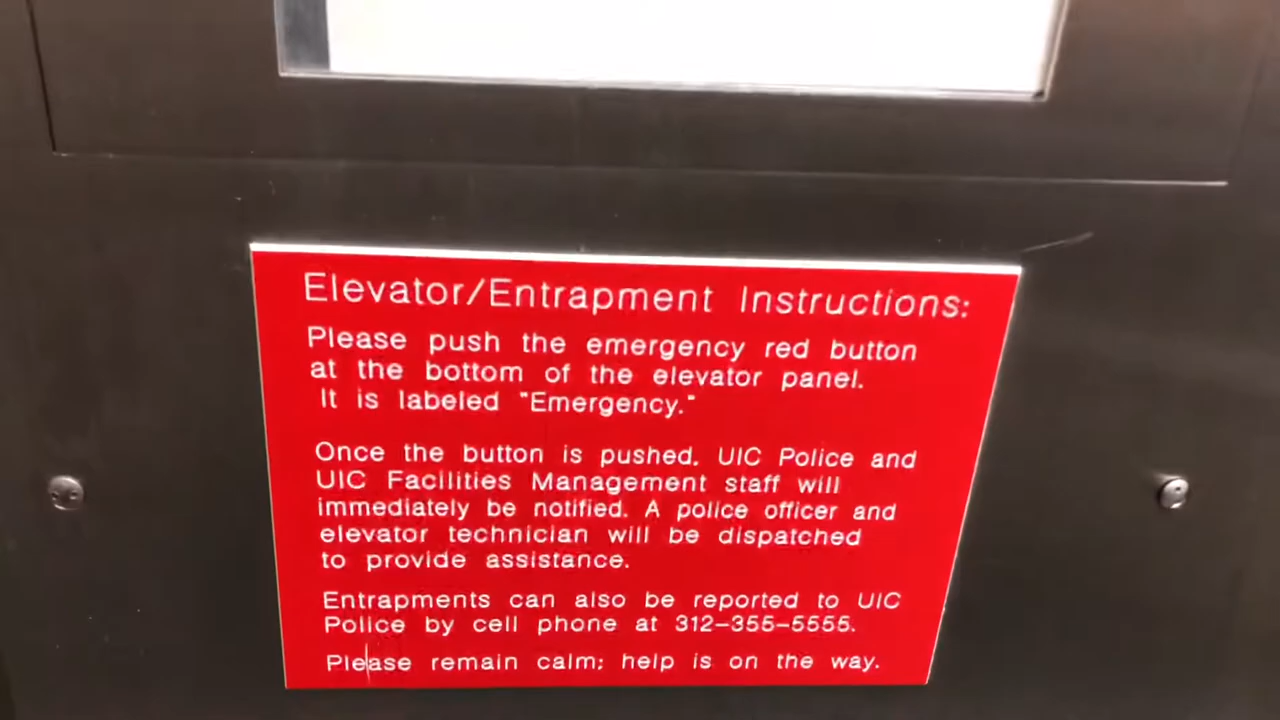 Elevator/Entrapment Instructions:
Please push the emergency red button
at the bottom of the elevator panel.
It is labeled "Emergency."
Once the button is pushed, UIC Police and
UIC Facilities Management staff will
immediately be notified. A police officer and
elevator technician will be dispatched
to provide assistance.
Entrapments can also be reported to UIC
Police by cell phone at 312-355-5555.
Please remain calm; help is on the way.